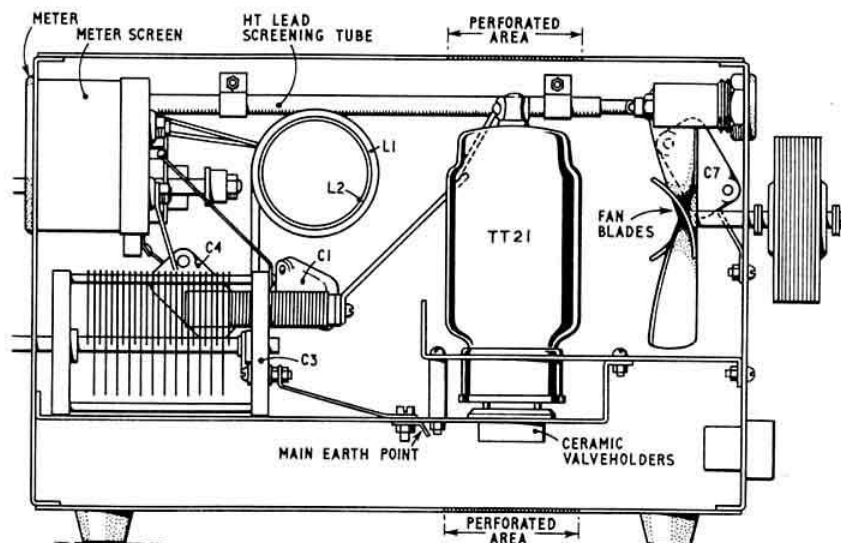 METER
METER SCREEN
HT LEAD
SCREENING TUBE
PERFORATED
AREA
L1
L2
C7
FAN
BLADES
TT21
C4
C1
C3
MAIN EARTH POINT
CERAMIC
VALVEHOLDERS
PERFORATED
AREA